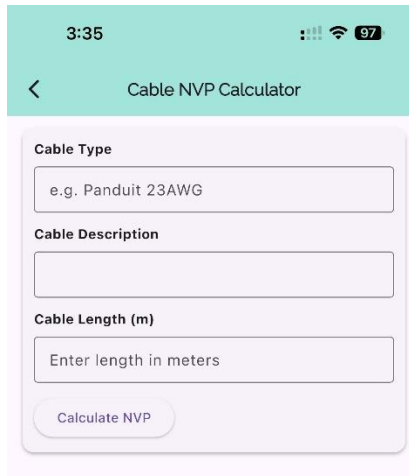 3:35
97
Cable NVP Calculator
Cable Type
e.g. Panduit 23AWG
Cable Description
Cable Length (m)
Enter length in meters
Calculate NVP